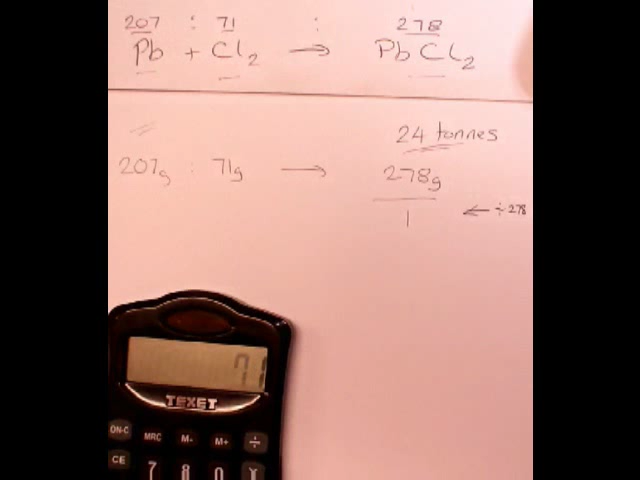 207 : 71 : 278
Pb + Cl₂ → PbCl₂
24 tonnes
207g : 71g → 278g
1 ← ÷ 278
71
TEXET
ON-C MRC M- M+ ÷
CE 7 8